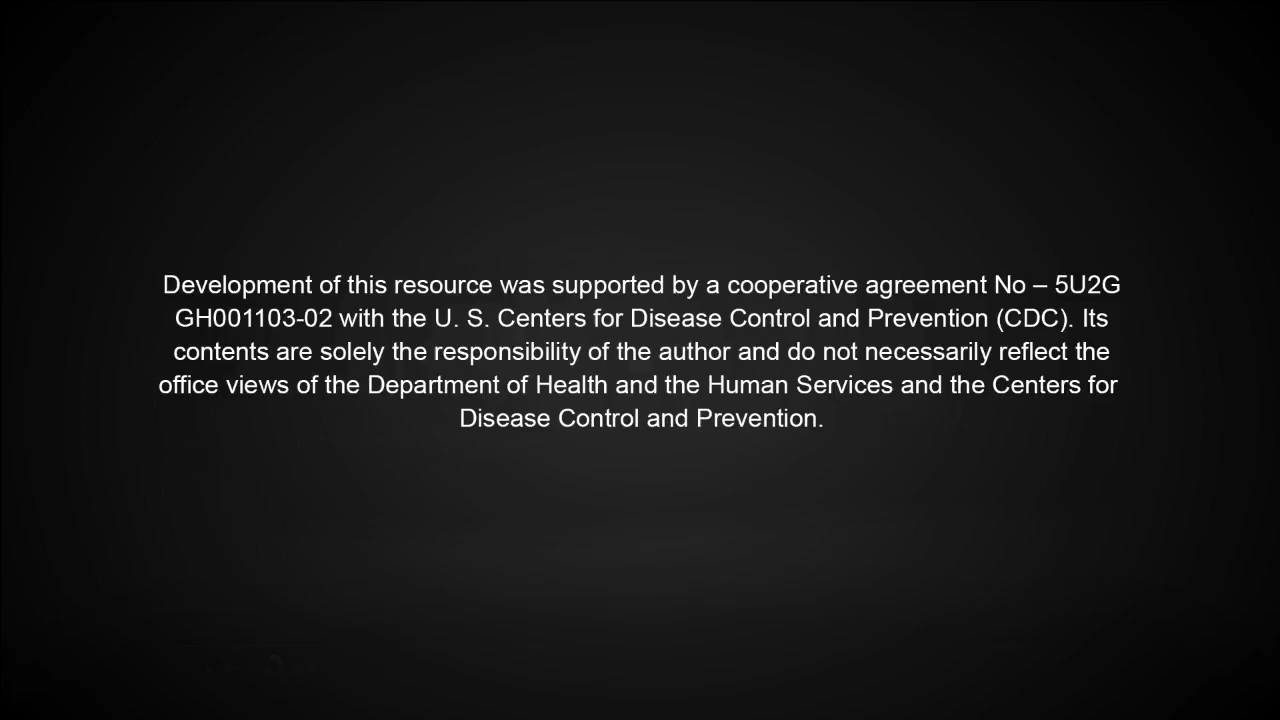 Development of this resource was supported by a cooperative agreement No – 5U2G
GH001103-02 with the U. S. Centers for Disease Control and Prevention (CDC). Its
contents are solely the responsibility of the author and do not necessarily reflect the
office views of the Department of Health and the Human Services and the Centers for
Disease Control and Prevention.